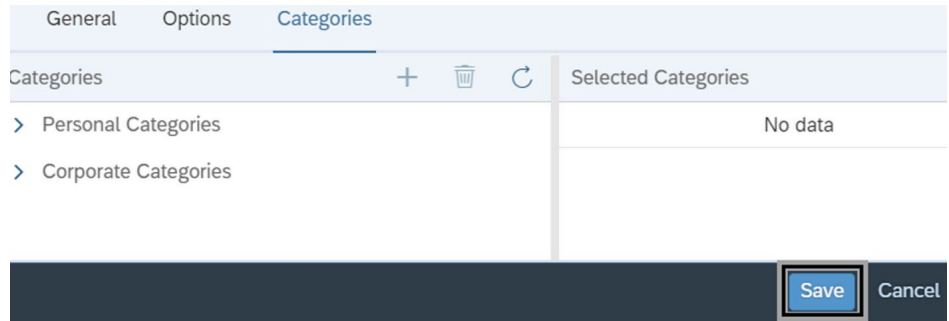 General Options Categories
Categories Selected Categories
Personal Categories No data
Corporate Categories
Save Cancel